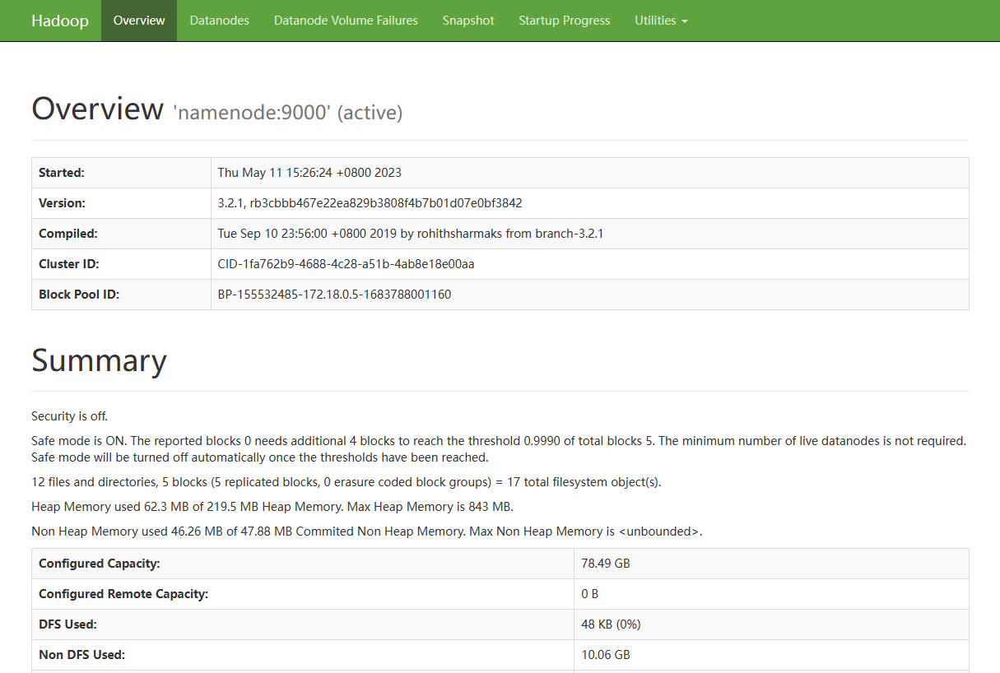 Hadoop Overview Datanodes Datanode Volume Failures Snapshot Startup Progress Utilities
Overview 'namenode:9000' (active)
Started: Thu May 11 15:26:24 +0800 2023
Version: 3.2.1, rb3cbbb467e22ea829b3808f4b7b01d07e0bf3842
Compiled: Tue Sep 10 23:56:00 +0800 2019 by rohithsharmaks from branch-3.2.1
Cluster ID: CID-1fa762b9-4688-4c28-a51b-4ab8e18e00aa
Block Pool ID: BP-155532485-172.18.0.5-1683788001160
Summary
Security is off.
Safe mode is ON. The reported blocks 0 needs additional 4 blocks to reach the threshold 0.9990 of total blocks 5. The minimum number of live datanodes is not required.
Safe mode will be turned off automatically once the thresholds have been reached.
12 files and directories, 5 blocks (5 replicated blocks, 0 erasure coded block groups) = 17 total filesystem object(s).
Heap Memory used 62.3 MB of 219.5 MB Heap Memory. Max Heap Memory is 843 MB.
Non Heap Memory used 46.26 MB of 47.88 MB Commited Non Heap Memory. Max Non Heap Memory is <unbounded>.
Configured Capacity: 78.49 GB
Configured Remote Capacity: 0 B
DFS Used: 48 KB (0%)
Non DFS Used: 10.06 GB